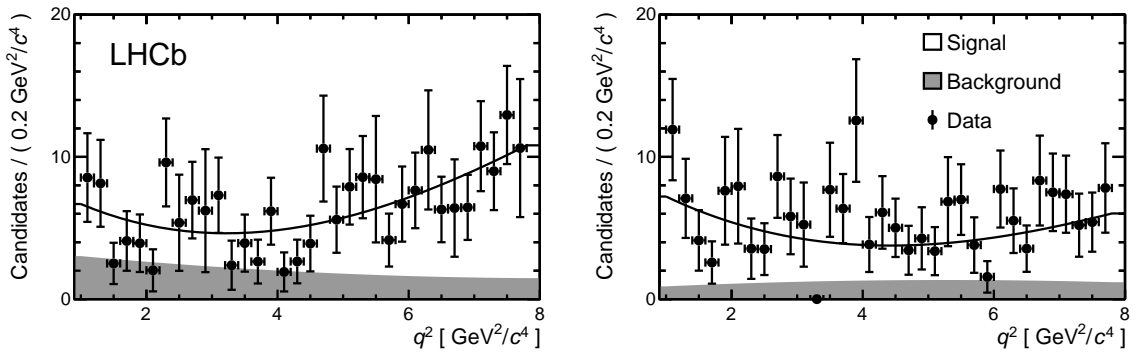 Candidates / ( 0.2 GeV²/c⁴)
20
10
0
LHCb
2
4
6
8
q² [ GeV²/c⁴]
Candidates / ( 0.2 GeV²/c⁴)
20
10
0
Signal
Background
Data
2
4
6
8
q² [ GeV²/c⁴]